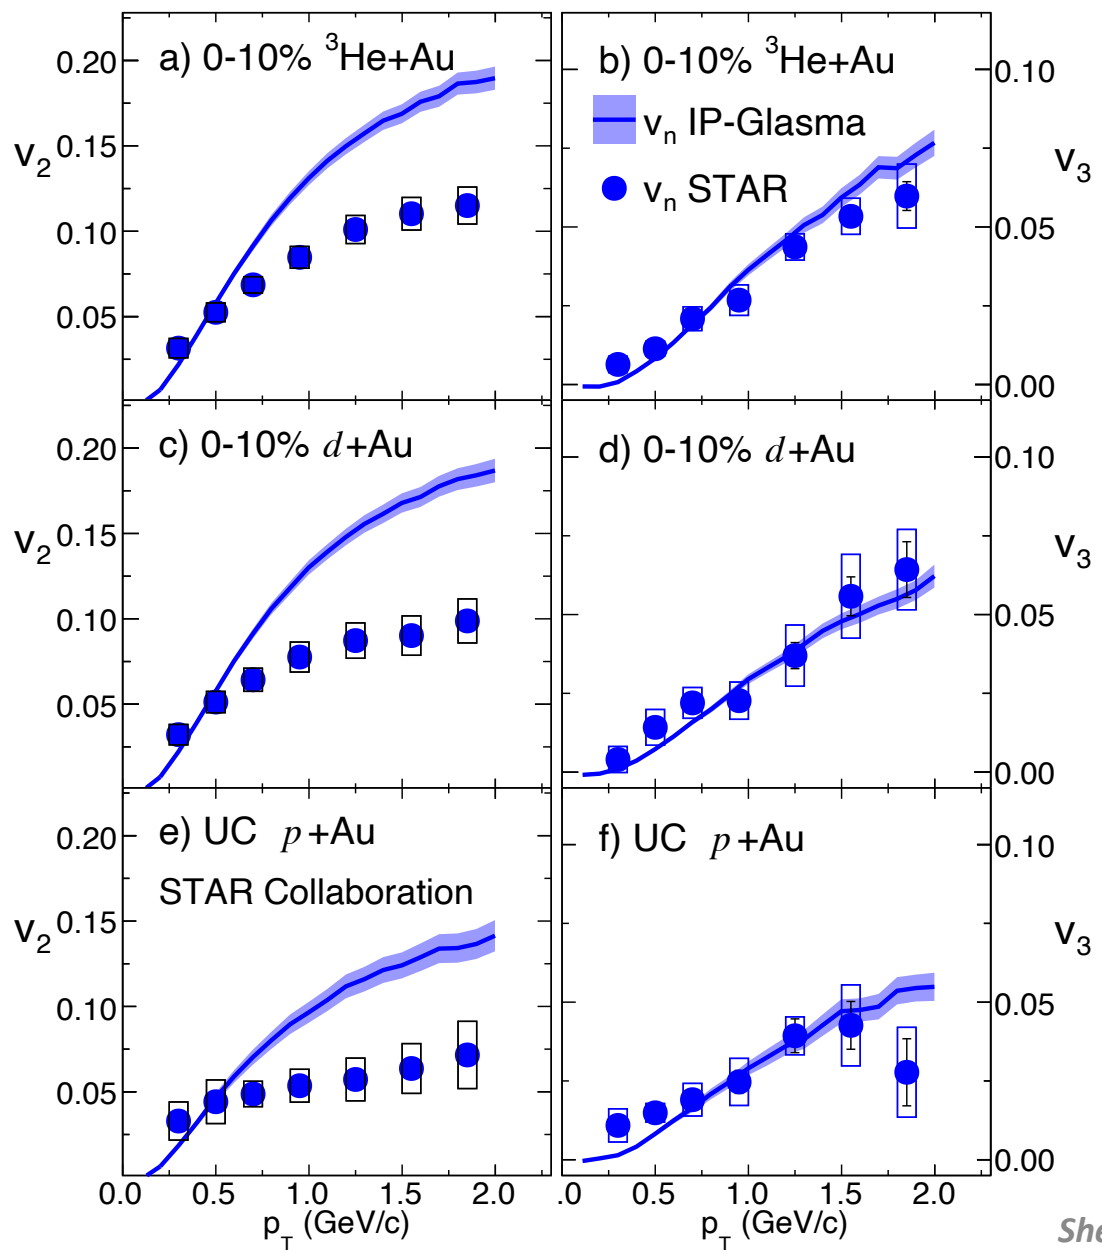 a) 0-10% ³He+Au
b) 0-10% ³He+Au
vₙ IP-Glasma
vₙ STAR
0.20
0.15
0.10
0.05
v₂
0.10
0.05
0.00
v₃
c) 0-10% d+Au
d) 0-10% d+Au
0.20
0.15
0.10
0.05
v₂
0.10
0.05
0.00
v₃
e) UC p+Au
STAR Collaboration
f) UC p+Au
0.20
0.15
0.10
0.05
v₂
0.10
0.05
0.00
v₃
0.0 0.5 1.0 1.5 2.0
.0 0.5 1.0 1.5 2.0
p_T (GeV/c)
p_T (GeV/c)
She